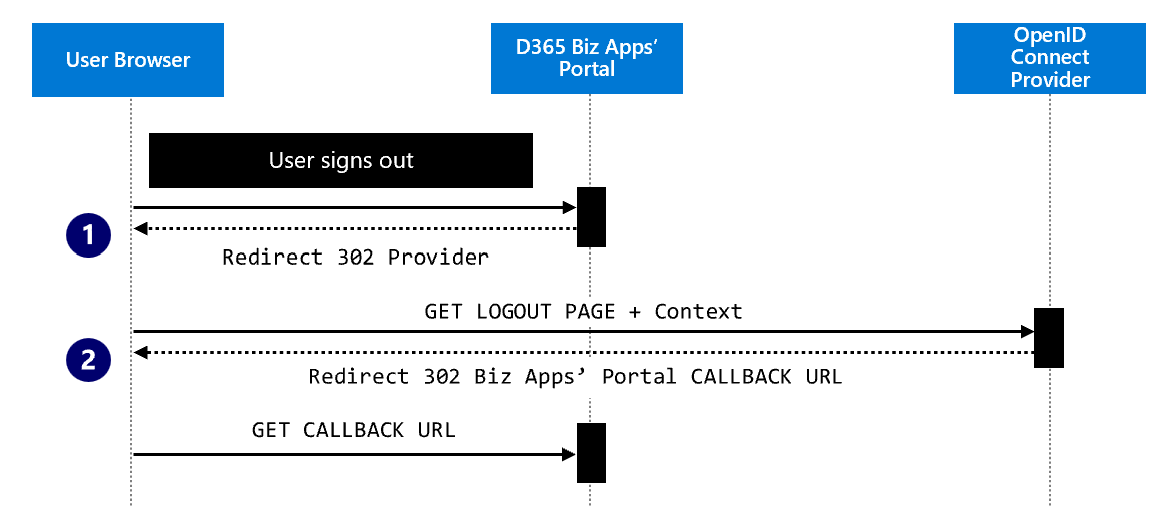 User Browser
D365 Biz Apps’
Portal
OpenID
Connect
Provider
User signs out
1
Redirect 302 Provider
GET LOGOUT PAGE + Context
2
Redirect 302 Biz Apps’ Portal CALLBACK URL
GET CALLBACK URL